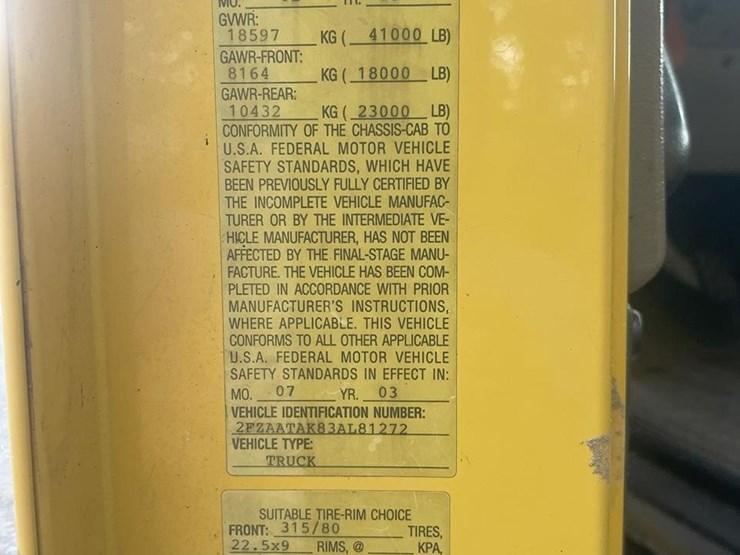 MO. YR.
GVWR:
18597 KG ( 41000 LB)
GAWR-FRONT:
8164 KG ( 18000 LB)
GAWR-REAR:
10432 KG ( 23000 LB)
CONFORMITY OF THE CHASSIS-CAB TO
U.S.A. FEDERAL MOTOR VEHICLE
SAFETY STANDARDS, WHICH HAVE
BEEN PREVIOUSLY FULLY CERTIFIED BY
THE INCOMPLETE VEHICLE MANUFAC-
TURER OR BY THE INTERMEDIATE VE-
HICLE MANUFACTURER, HAS NOT BEEN
AFFECTED BY THE FINAL-STAGE MANU-
FACTURE. THE VEHICLE HAS BEEN COM-
PLETED IN ACCORDANCE WITH PRIOR
MANUFACTURER'S INSTRUCTIONS,
WHERE APPLICABLE. THIS VEHICLE
CONFORMS TO ALL OTHER APPLICABLE
U.S.A. FEDERAL MOTOR VEHICLE
SAFETY STANDARDS IN EFFECT IN:
MO. 07 YR. 03
VEHICLE IDENTIFICATION NUMBER:
2FZAATAK83AL81272
VEHICLE TYPE:
TRUCK
SUITABLE TIRE-RIM CHOICE
FRONT: 315/80 TIRES,
22.5x9 RIMS, @ KPA,